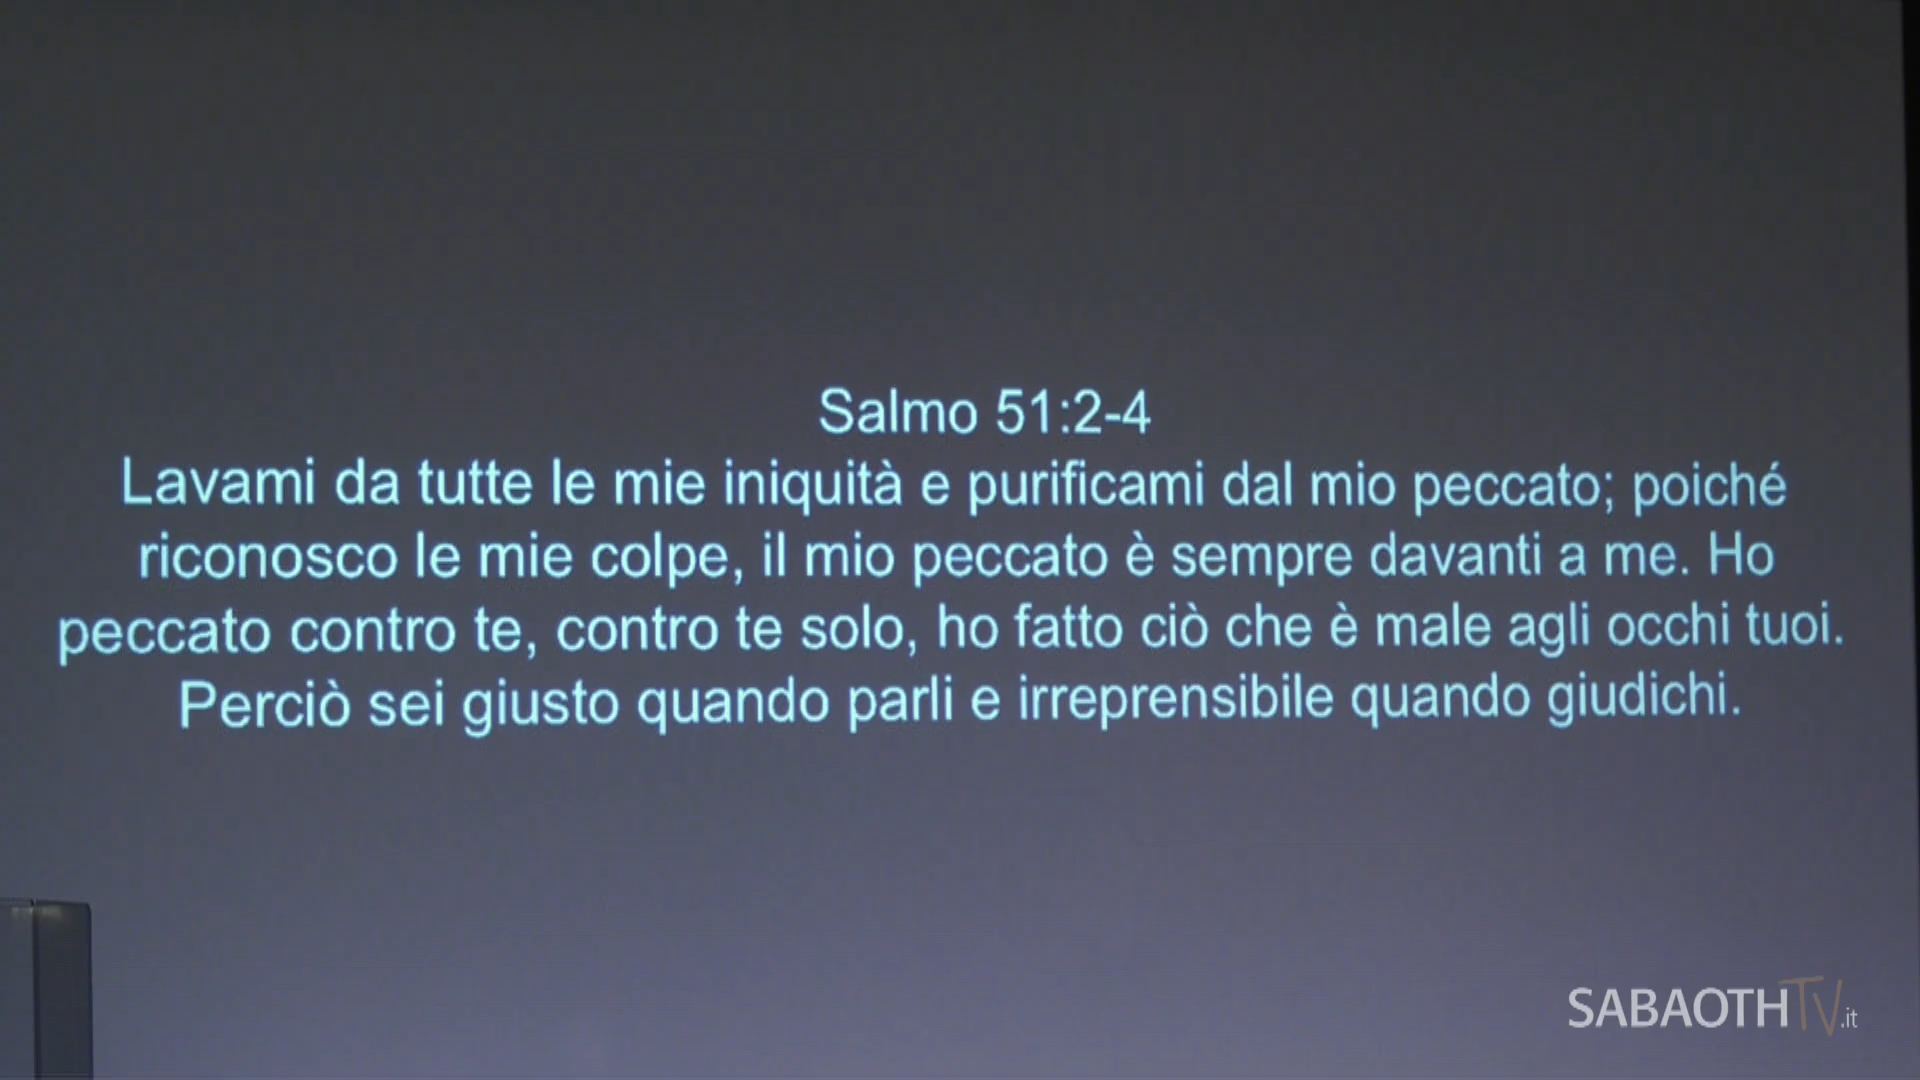 Salmo 51:2-4
Lavami da tutte le mie iniquità e purificami dal mio peccato; poiché
riconosco le mie colpe, il mio peccato è sempre davanti a me. Ho
peccato contro te, contro te solo, ho fatto ciò che è male agli occhi tuoi.
Perciò sei giusto quando parli e irreprensibile quando giudichi.
SABAOTHTV.it